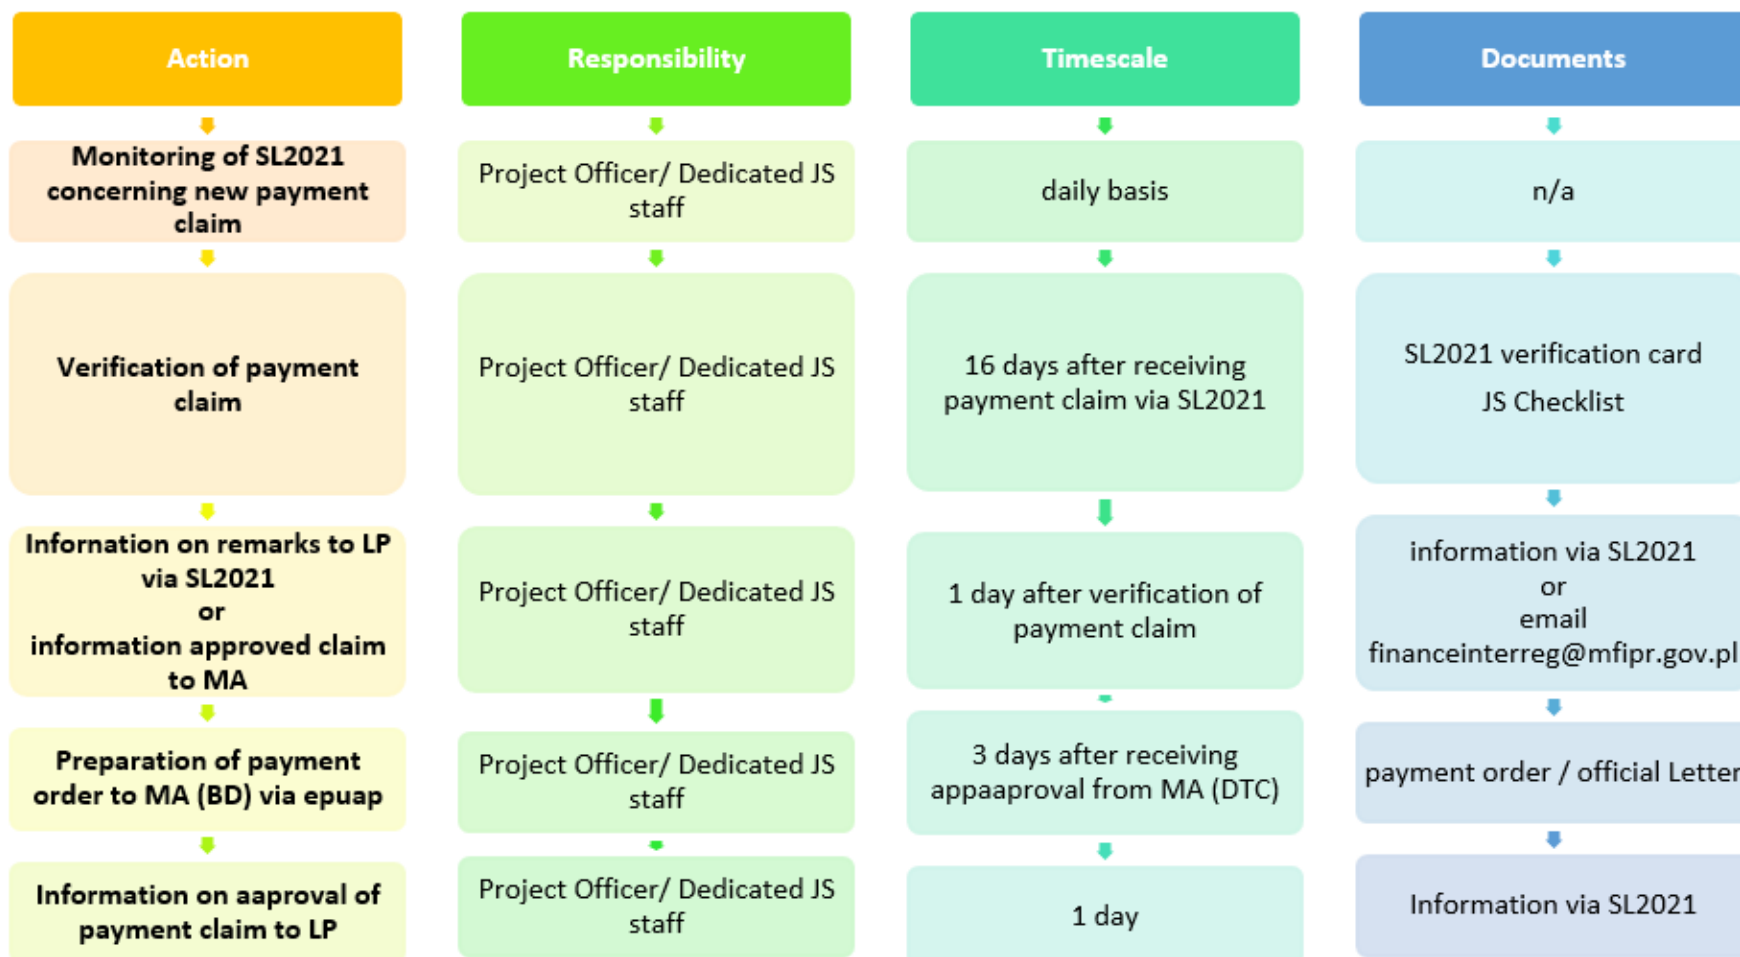 Action
Responsibility
Timescale
Documents
Monitoring of SL2021
concerning new payment
claim
Project Officer/ Dedicated JS
staff
daily basis
n/a
Verification of payment
claim
Project Officer/ Dedicated JS
staff
16 days after receiving
payment claim via SL2021
SL2021 verification card
JS Checklist
Infornation on remarks to LP
via SL2021
or
information approved claim
to MA
Project Officer/ Dedicated JS
staff
1 day after verification of
payment claim
information via SL2021
or
email
financeinterreg@mfipr.gov.pl
Preparation of payment
order to MA (BD) via epuap
Project Officer/ Dedicated JS
staff
3 days after receiving
appaaproval from MA (DTC)
payment order / official Letter
Information on aaproval of
payment claim to LP
Project Officer/ Dedicated JS
staff
1 day
Information via SL2021